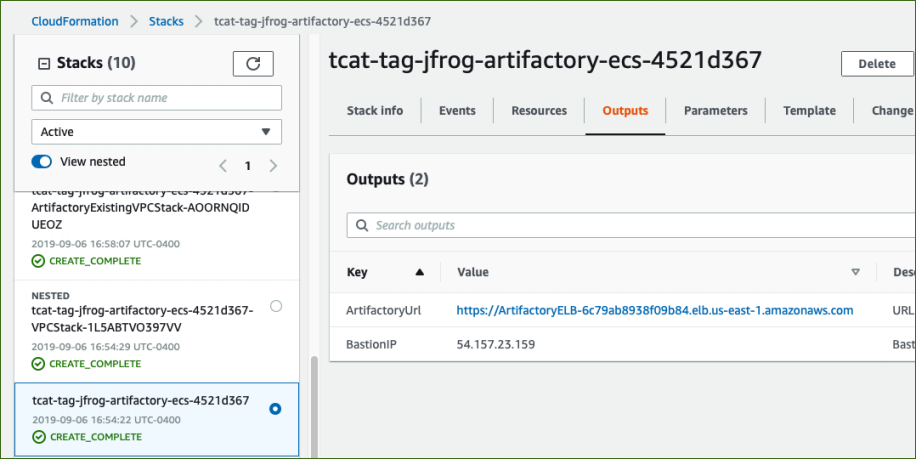 CloudFormation > Stacks > tcat-tag-jfrog-artifactory-ecs-4521d367
Stacks (10)
Filter by stack name
Active
View nested
1
tcat-tag-jfrog-artifactory-ecs-4521d367-
ArtifactoryExistingVPCStack-AOORNQID
UEOZ
2019-09-06 16:58:07 UTC-0400
CREATE_COMPLETE
NESTED
tcat-tag-jfrog-artifactory-ecs-4521d367-
VPCStack-1L5ABTVO397VV
2019-09-06 16:54:29 UTC-0400
CREATE_COMPLETE
tcat-tag-jfrog-artifactory-ecs-4521d367
2019-09-06 16:54:22 UTC-0400
CREATE_COMPLETE
tcat-tag-jfrog-artifactory-ecs-4521d367
Delete
Stack info Events Resources Outputs Parameters Template Change
Outputs (2)
Search outputs
Key Value Des
ArtifactoryUrl https://ArtifactoryELB-6c79ab8938f09b84.elb.us-east-1.amazonaws.com URL
BastionIP 54.157.23.159 Bast